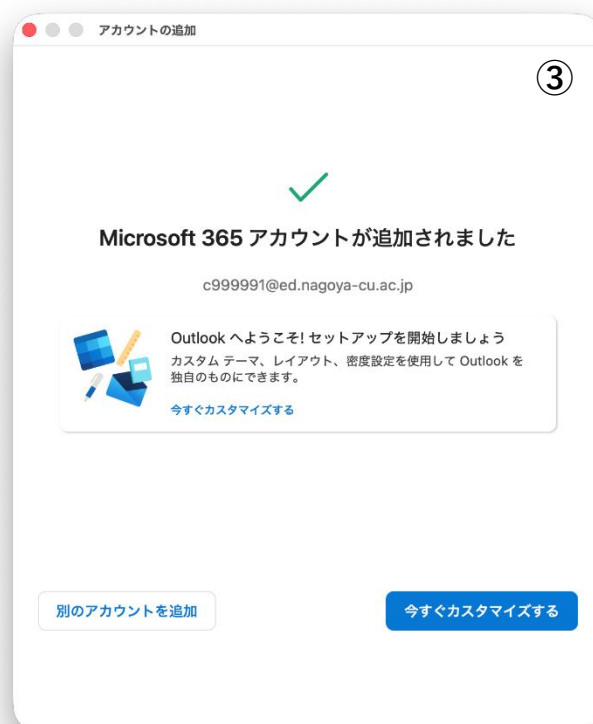 アカウントの追加
③
Microsoft 365 アカウントが追加されました
c999991@ed.nagoya-cu.ac.jp
Outlook へようこそ! セットアップを開始しましょう
カスタム テーマ、レイアウト、密度設定を使用して Outlook を
独自のものにできます。
今すぐカスタマイズする
別のアカウントを追加
今すぐカスタマイズする